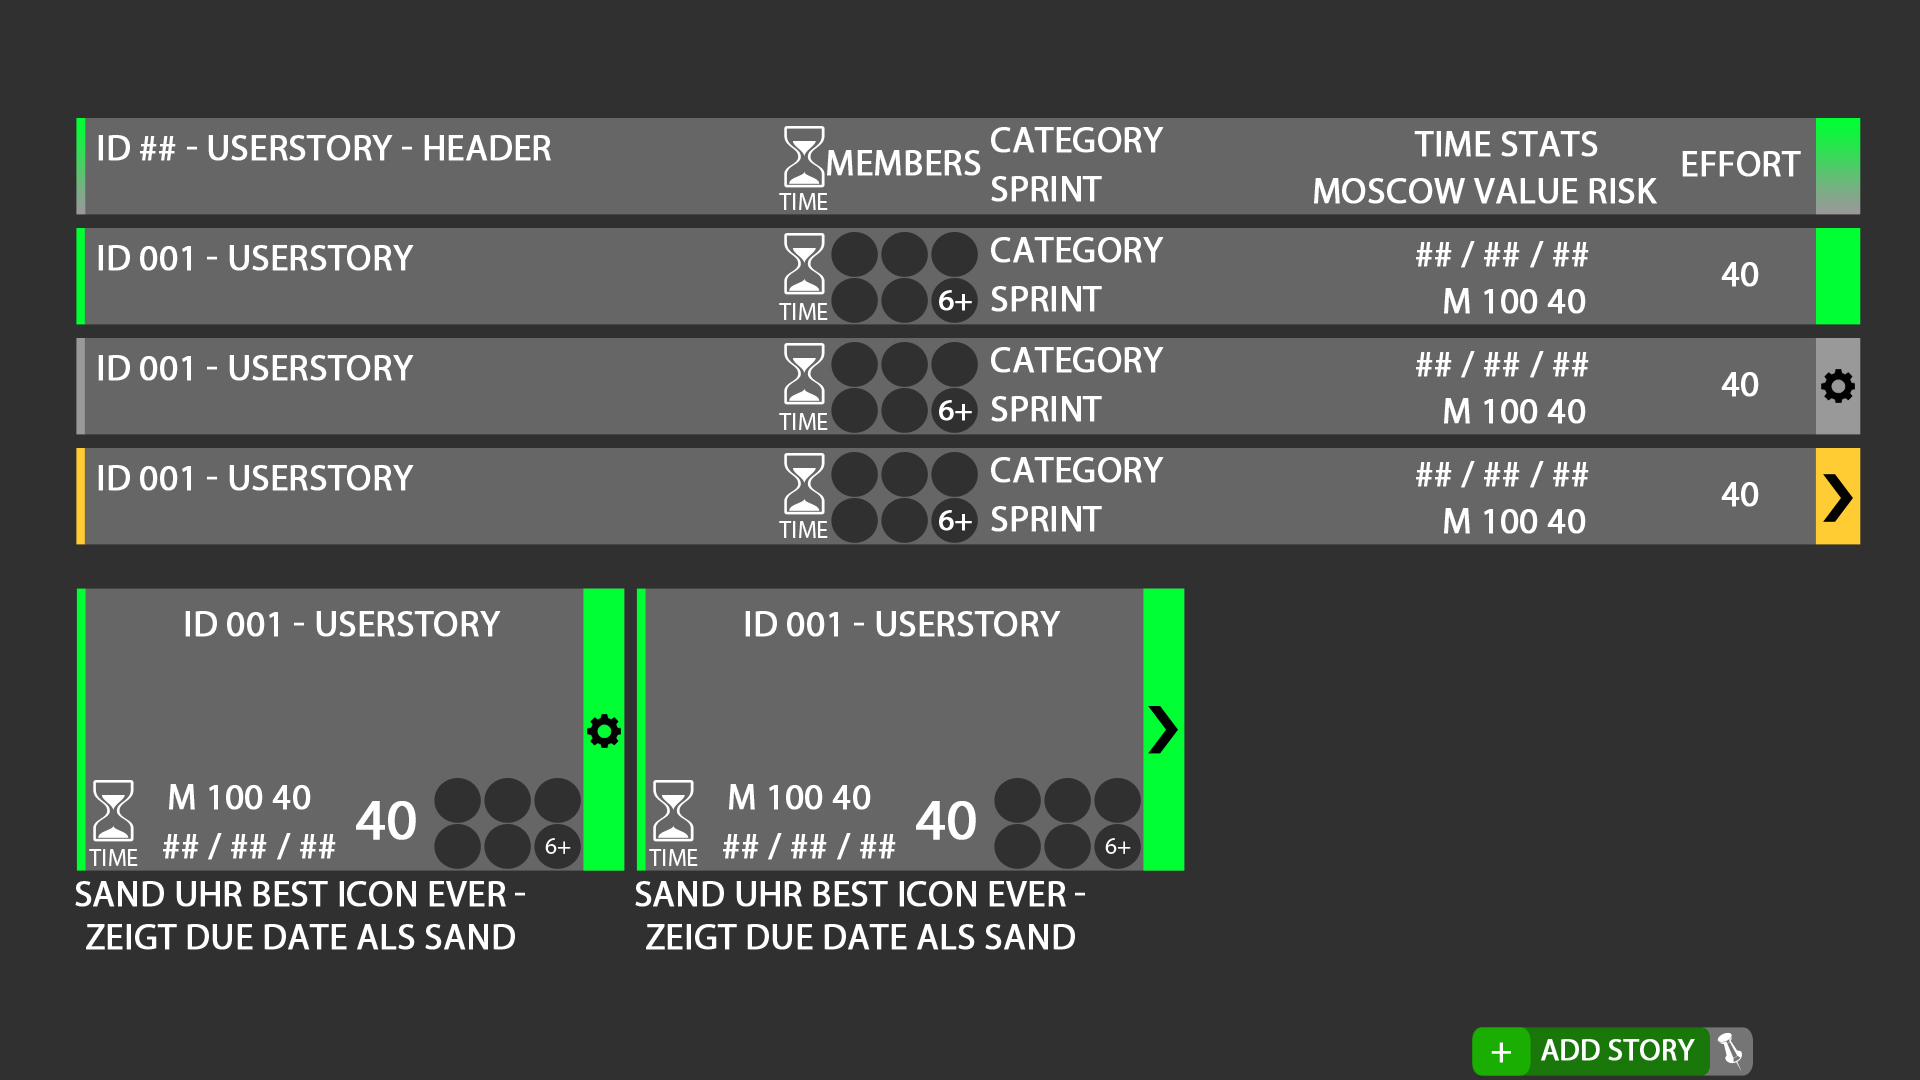 ID ## - USERSTORY - HEADER
TIME
MEMBERS
CATEGORY
SPRINT
TIME STATS
MOSCOW VALUE RISK
EFFORT
ID 001 - USERSTORY
TIME
6+
CATEGORY
SPRINT
## / ## / ##
M 100 40
40
ID 001 - USERSTORY
TIME
6+
CATEGORY
SPRINT
## / ## / ##
M 100 40
40
ID 001 - USERSTORY
TIME
6+
CATEGORY
SPRINT
## / ## / ##
M 100 40
40
ID 001 - USERSTORY
TIME
M 100 40
## / ## / ##
40
6+
SAND UHR BEST ICON EVER -
ZEIGT DUE DATE ALS SAND
ID 001 - USERSTORY
TIME
M 100 40
## / ## / ##
40
6+
SAND UHR BEST ICON EVER -
ZEIGT DUE DATE ALS SAND
+ ADD STORY